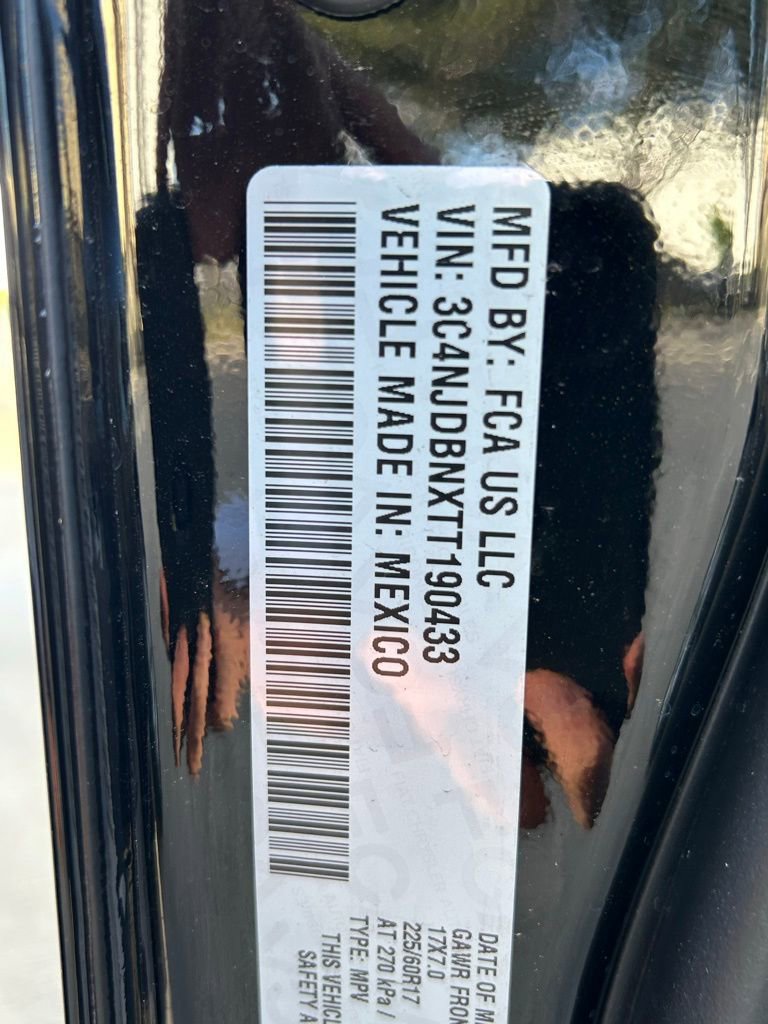 MFD BY: FCA US LLC
VIN: 3C4NJDBNXTT190433
VEHICLE MADE IN: MEXICO
DATE OF
GAWR FRON
17X7.0
225/60R17
AT 270 kPa /
TYPE: MPV
THIS VEHICL
SAFETY A